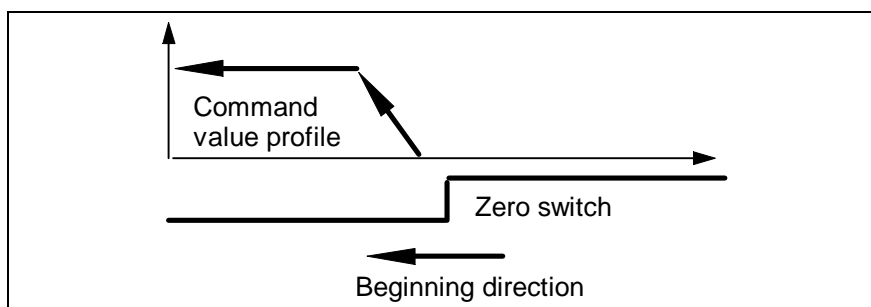 Command
value profile
Zero switch
Beginning direction